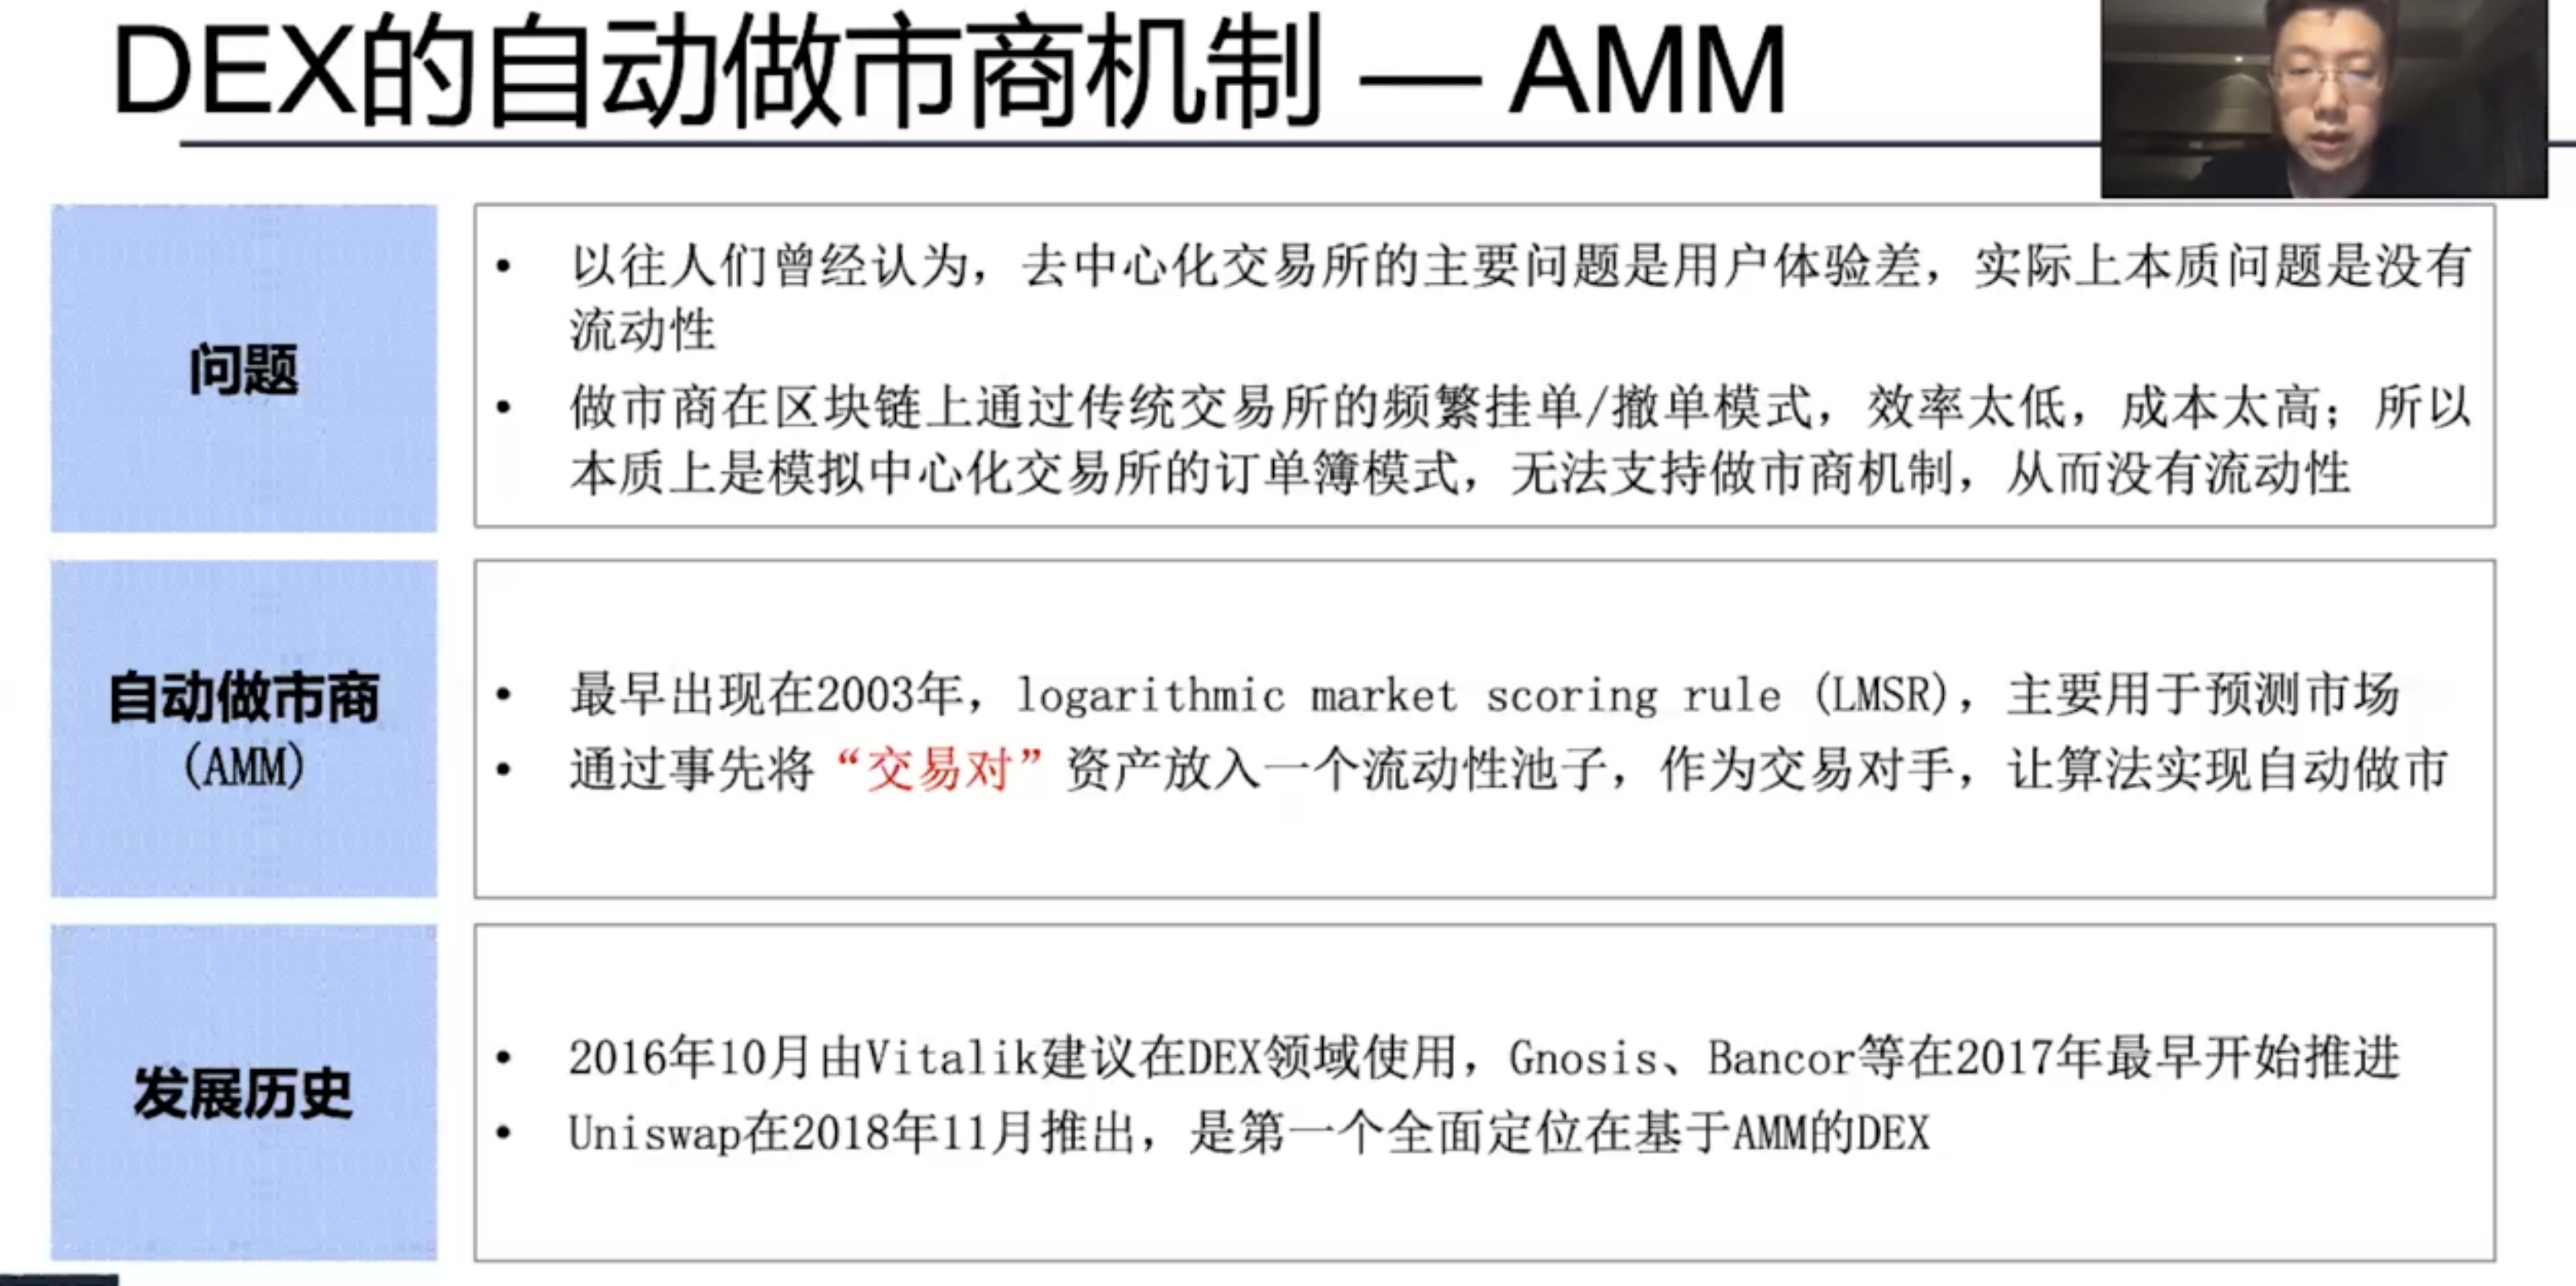 DEX的自动做市商机制 — AMM
问题
• 以往人们曾经认为，去中心化交易所的主要问题是用户体验差，实际上本质问题是没有
流动性
• 做市商在区块链上通过传统交易所的频繁挂单/撤单模式，效率太低，成本太高；所以
本质上是模拟中心化交易所的订单簿模式，无法支持做市商机制，从而没有流动性
自动做市商
(AMM)
• 最早出现在2003年，logarithmic market scoring rule (LMSR)，主要用于预测市场
• 通过事先将“交易对”资产放入一个流动性池子，作为交易对手，让算法实现自动做市
发展历史
• 2016年10月由Vitalik建议在DEX领域使用，Gnosis、Bancor等在2017年最早开始推进
• Uniswap在2018年11月推出，是第一个全面定位在基于AMM的DEX